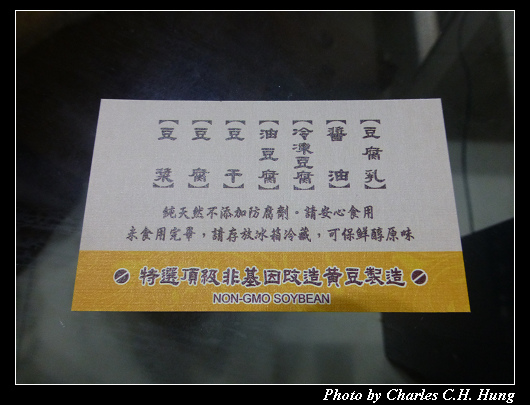 【豆漿】 【豆腐】 【豆干】 【油豆腐】 【冷凍豆腐】 【醬油】 【豆腐乳】
純天然不添加防腐劑。請安心食用
未食用完畢，請存放冰箱冷藏，可保鮮醇原味
特選頂級非基因改造黃豆製造
NON-GMO SOYBEAN
Photo by Charles C.H. Hung